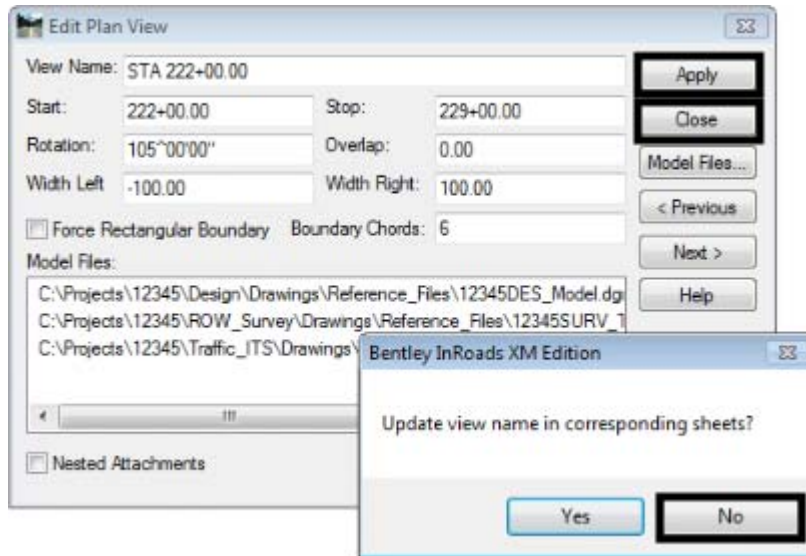 Edit Plan View
View Name: STA 222+00.00
Apply
Start: 222+00.00 Stop: 229+00.00
Close
Rotation: 105^00'00" Overlap: 0.00
Model Files...
Width Left -100.00 Width Right: 100.00
< Previous
Force Rectangular Boundary Boundary Chords: 6
Next >
Model Files:
C:\Projects\12345\Design\Drawings\Reference_Files\12345DES_Model.dg
Help
C:\Projects\12345\ROW_Survey\Drawings\Reference_Files\12345SURV_T
C:\Projects\12345\Traffic_ITS\Drawings\
Bentley InRoads XM Edition
Update view name in corresponding sheets?
Nested Attachments
Yes No